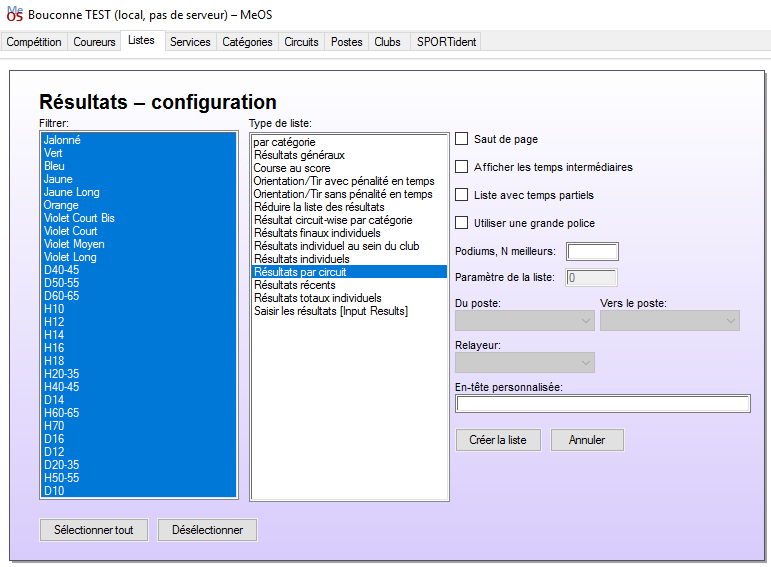 MeOS Bouconne TEST (local, pas de serveur) – MeOS
Compétition Coureurs Listes Services Catégories Circuits Postes Clubs SPORTident
Résultats – configuration
Filtrer:
Jalonné
Vert
Bleu
Jaune
Jaune Long
Orange
Violet Court Bis
Violet Court
Violet Moyen
Violet Long
D40-45
D50-55
D60-65
H10
H12
H14
H16
H18
H20-35
H40-45
D14
H60-65
H70
D16
D12
D20-35
H50-55
D10
Sélectionner tout Désélectionner
Type de liste:
par catégorie
Résultats généraux
Course au score
Orientation/Tir avec pénalité en temps
Orientation/Tir sans pénalité en temps
Réduire la liste des résultats
Résultat circuit-wise par catégorie
Résultats finaux individuels
Résultats individuel au sein du club
Résultats individuels
Résultats par circuit
Résultats récents
Résultats totaux individuels
Saisir les résultats [Input Results]
Saut de page
Afficher les temps intermédiaires
Liste avec temps partiels
Utiliser une grande police
Podiums, N meilleurs:
Paramètre de la liste: 0
Du poste: Vers le poste:
Relayeur:
En-tête personnalisée:
Créer la liste Annuler